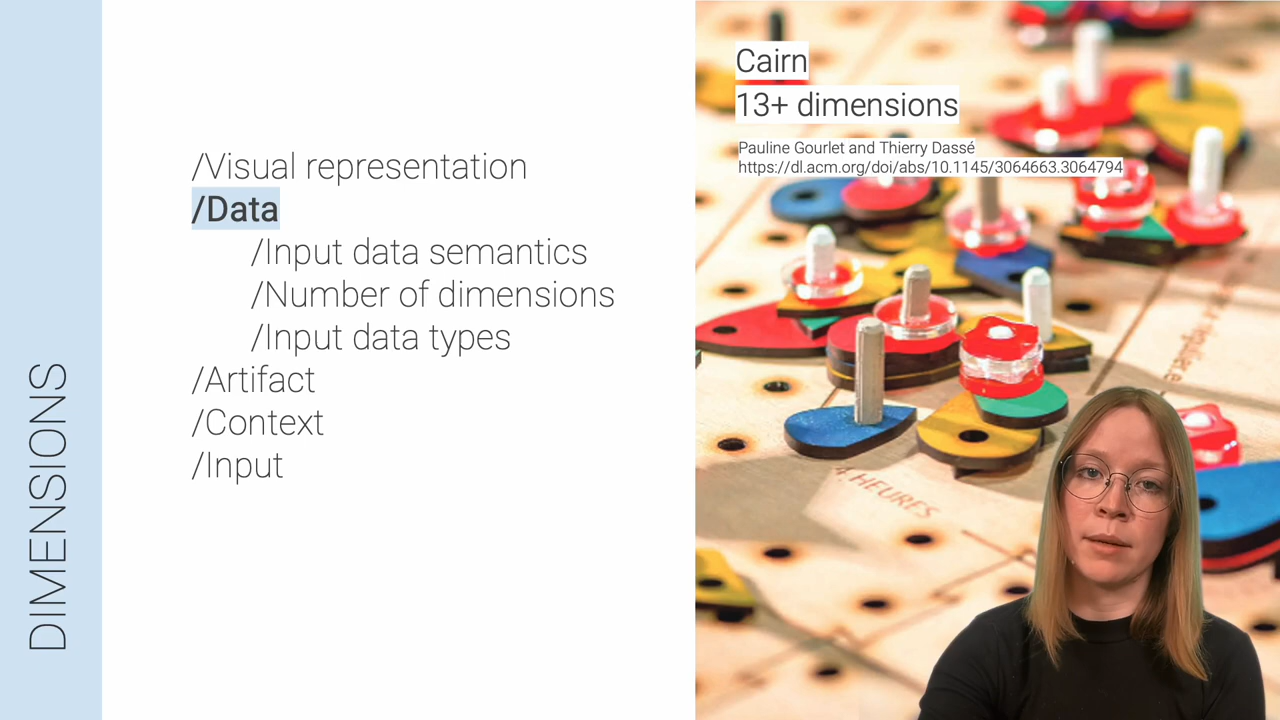 DIMENSIONS
/Visual representation
/Data
/Input data semantics
/Number of dimensions
/Input data types
/Artifact
/Context
/Input
Cairn
13+ dimensions
Pauline Gourlet and Thierry Dassé
https://dl.acm.org/doi/abs/10.1145/3064663.3064794
4 HEURES